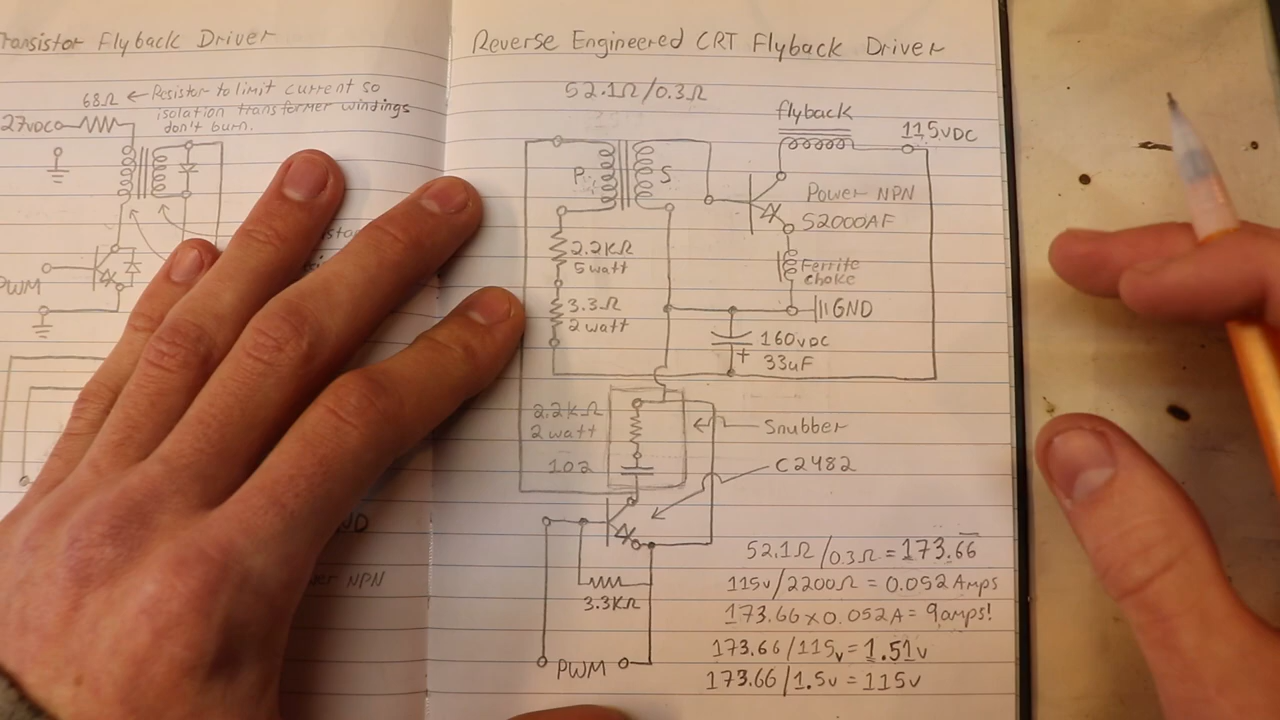 Transistor Flyback Driver
68Ω ← Resistor to limit current so
isolation transformer windings
don't burn.
27VDC
PWM
Reverse Engineered CRT Flyback Driver
52.1Ω/0.3Ω
flyback
115VDC
P
S
Power NPN
S2000AF
2.2KΩ
5 watt
Ferrite
choke
3.3Ω
2 watt
GND
160VDC
+ 33uF
2.2KΩ
2 watt
Snubber
102
C2482
3.3KΩ
PWM
52.1Ω/0.3Ω = 173.66
115v/2200Ω = 0.052 Amps
173.66 x 0.052A = 9amps!
173.66/115v = 1.51v
173.66/1.5v = 115v
NPN